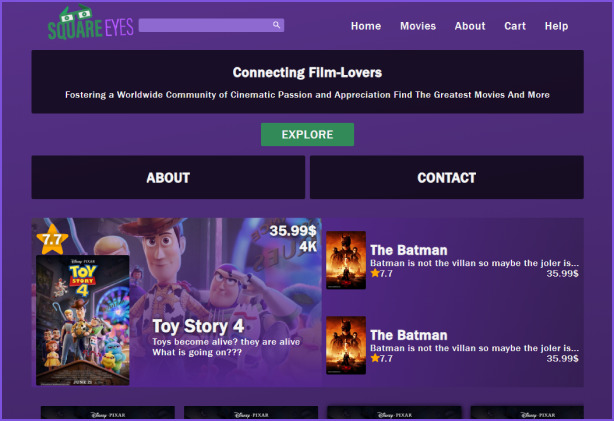 SQUARE EYES
Home Movies About Cart Help
Connecting Film-Lovers
Fostering a Worldwide Community of Cinematic Passion and Appreciation Find The Greatest Movies And More
EXPLORE
ABOUT
CONTACT
7.7
35.99$
4K
Disney · PIXAR
TOY
STORY
4
JUNE 21
Toy Story 4
Toys become alive? they are alive
What is going on???
The Batman
Batman is not the villan so maybe the joler is...
7.7
35.99$
The Batman
Batman is not the villan so maybe the joler is...
7.7
35.99$
Disney · PIXAR
Disney · PIXAR
Disney · PIXAR
Disney · PIXAR